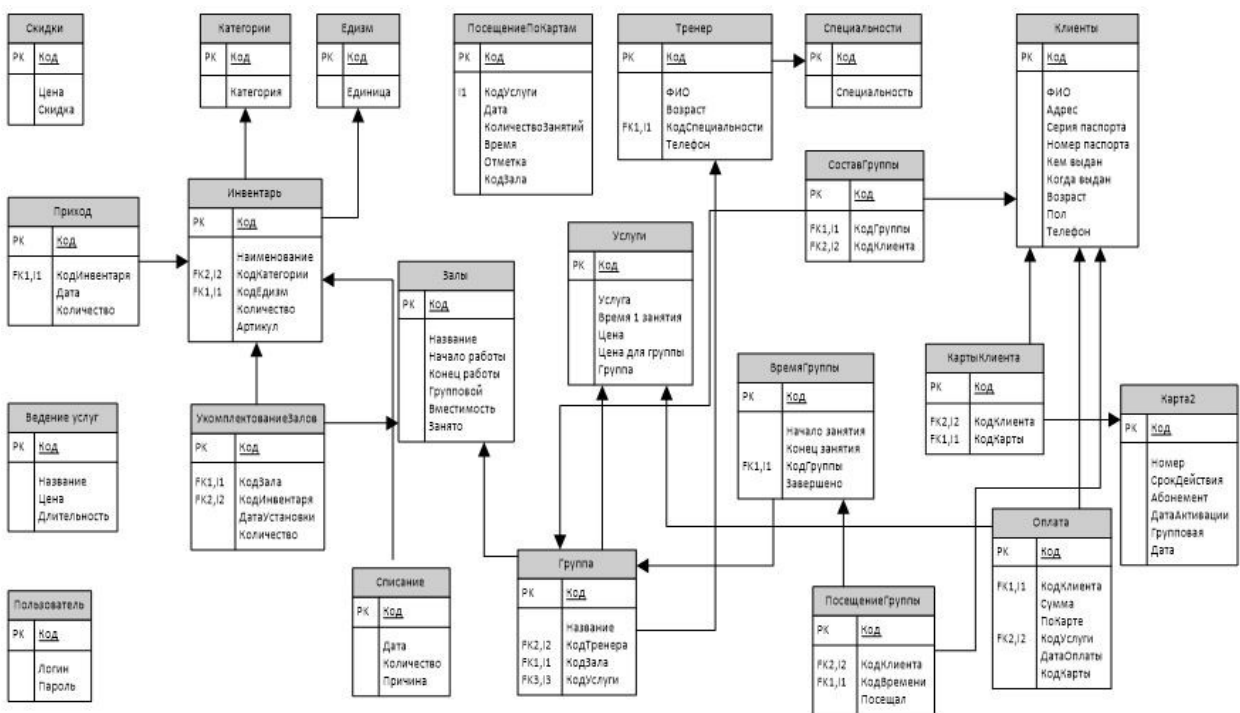 Скидки
PK Код
Цена
Скидка
Категории
PK Код
Категория
Едизм
PK Код
Единица
ПосещениеПоКартам
PK Код
I1 КодУслуги
Дата
КоличествоЗанятий
Время
Отметка
КодЗала
Тренер
PK Код
ФИО
Возраст
FK1,I1 КодСпециальности
Телефон
Специальности
PK Код
Специальность
Клиенты
PK Код
ФИО
Адрес
Серия паспорта
Номер паспорта
Кем выдан
Когда выдан
Возраст
Пол
Телефон
Приход
PK Код
FK1,I1 КодИнвентаря
Дата
Количество
Инвентарь
PK Код
Наименование
FK2,I2 КодКатегории
FK1,I1 КодЕдизм
Количество
Артикул
СоставГруппы
PK Код
FK1,I1 КодГруппы
FK2,I2 КодКлиента
Залы
PK Код
Название
Начало работы
Конец работы
Групповой
Вместимость
Занято
Услуги
PK Код
Услуга
Время 1 занятия
Цена
Цена для группы
Группа
ВремяГруппы
PK Код
Начало занятия
Конец занятия
FK1,I1 КодГруппы
Завершено
КартыКлиента
PK Код
FK2,I2 КодКлиента
FK1,I1 КодКарты
Карта2
PK Код
Номер
СрокДействия
Абонемент
ДатаАктивации
Групповая
Дата
Ведение услуг
PK Код
Название
Цена
Длительность
УкомплектованиеЗалов
PK Код
FK1,I1 КодЗала
FK2,I2 КодИнвентаря
ДатаУстановки
Количество
Оплата
PK Код
FK1,I1 КодКлиента
Сумма
ПоКарте
FK2,I2 КодУслуги
ДатаОплаты
КодКарты
Пользователь
PK Код
Логин
Пароль
Списание
PK Код
Дата
Количество
Причина
Группа
PK Код
Название
FK2,I2 КодТренера
FK1,I1 КодЗала
FK3,I3 КодУслуги
ПосещениеГруппы
PK Код
FK2,I2 КодКлиента
FK1,I1 КодВремени
Посещал